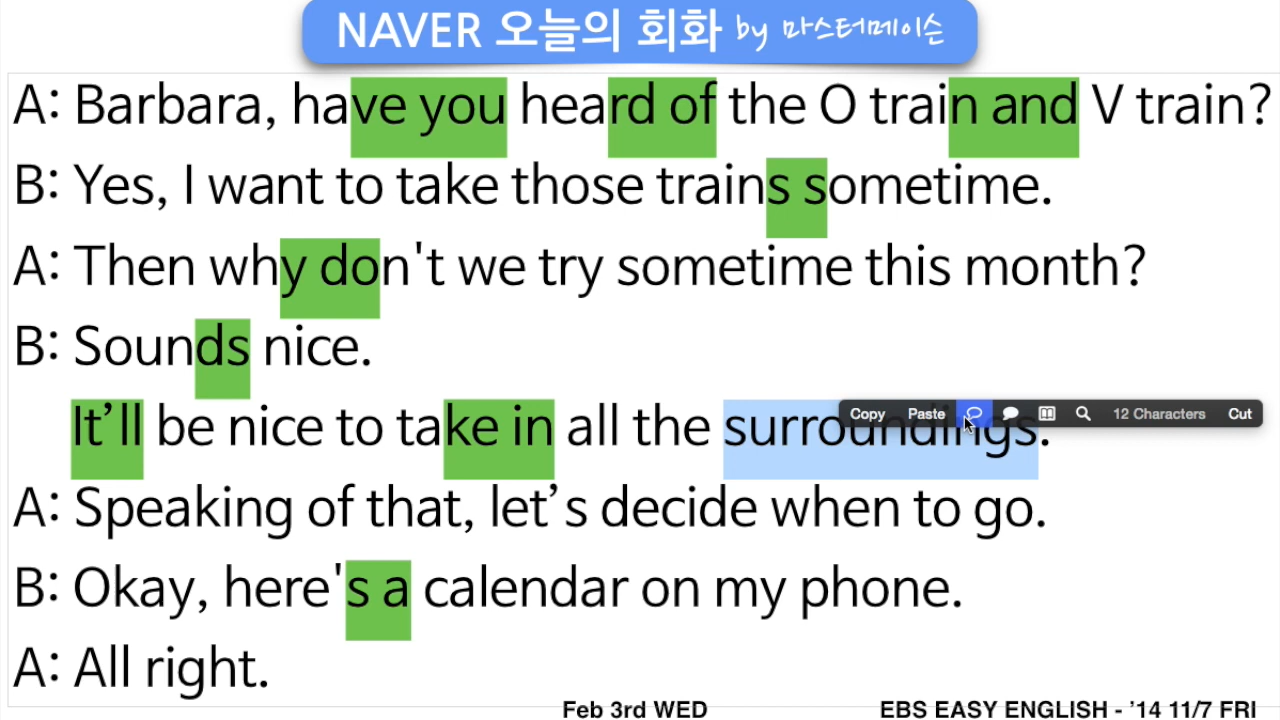 NAVER 오늘의 회화 by 마스터메이슨
A: Barbara, have you heard of the O train and V train?
B: Yes, I want to take those trains sometime.
A: Then why don't we try sometime this month?
B: Sounds nice.
Copy Paste 12 Characters Cut
It’ll be nice to take in all the surroundings.
A: Speaking of that, let’s decide when to go.
B: Okay, here's a calendar on my phone.
A: All right.
Feb 3rd WED EBS EASY ENGLISH - ’14 11/7 FRI